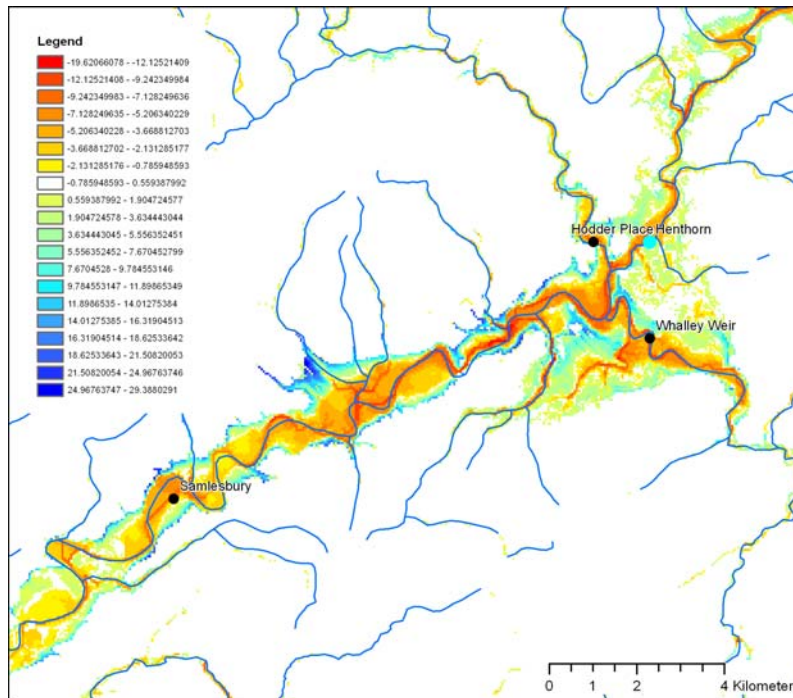 Legend
-19.62066078 - -12.12521409
-12.12521408 - -9.242349984
-9.242349983 - -7.128249636
-7.128249635 - -5.206340229
-5.206340228 - -3.668812703
-3.668812702 - -2.131285177
-2.131285176 - -0.785948593
-0.785948593 - 0.559387992
0.559387992 - 1.904724577
1.904724578 - 3.634443044
3.634443045 - 5.556352451
5.556352452 - 7.670452799
7.6704528 - 9.784553146
9.784553147 - 11.89865349
11.8986535 - 14.01275384
14.01275385 - 16.31904513
16.31904514 - 18.62533642
18.62533643 - 21.50820053
21.50820054 - 24.96763746
24.96763747 - 29.3880291
Hodder Place Henthorn
Whalley Weir
Samlesbury
0 1 2 4 Kilometer